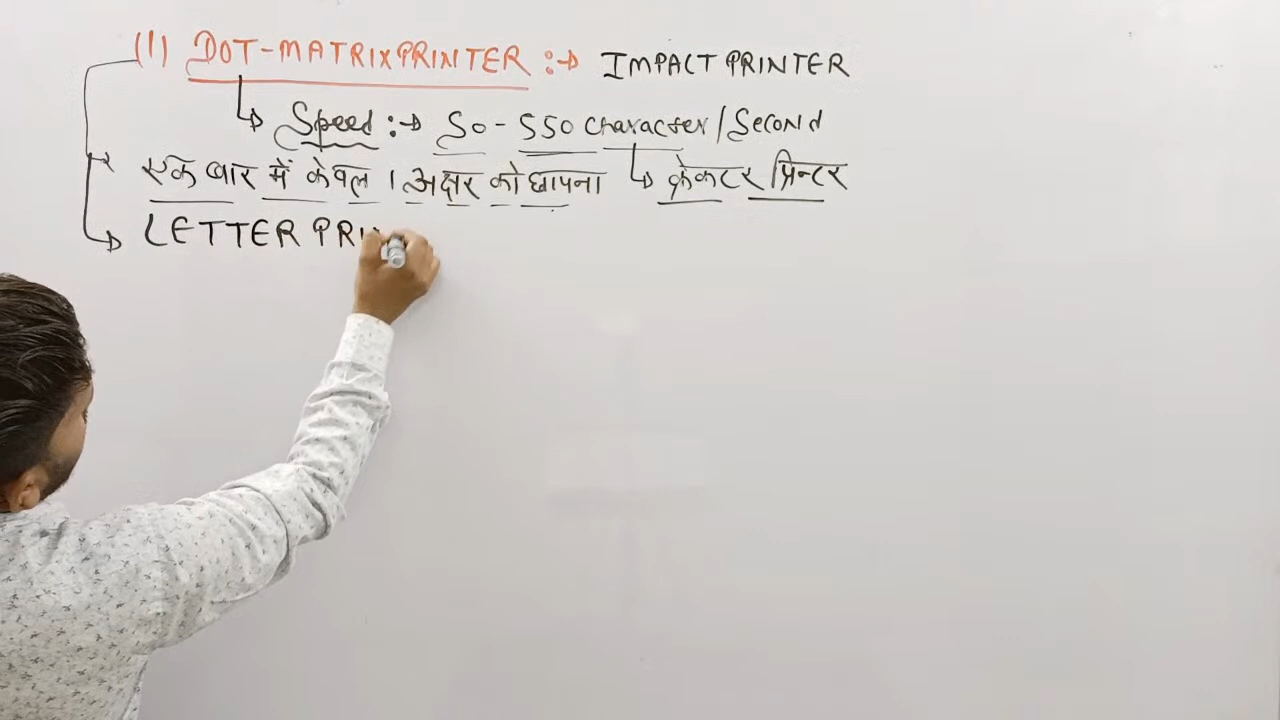 (1) DOT-MATRIX PRINTER :→ IMPACT PRINTER
↳ Speed :→ 50 - 550 Character/Second
→ एक बार में केवल 1 अक्षर को छापना ↳ केरेकटर प्रिन्टर
→ LETTER PRI